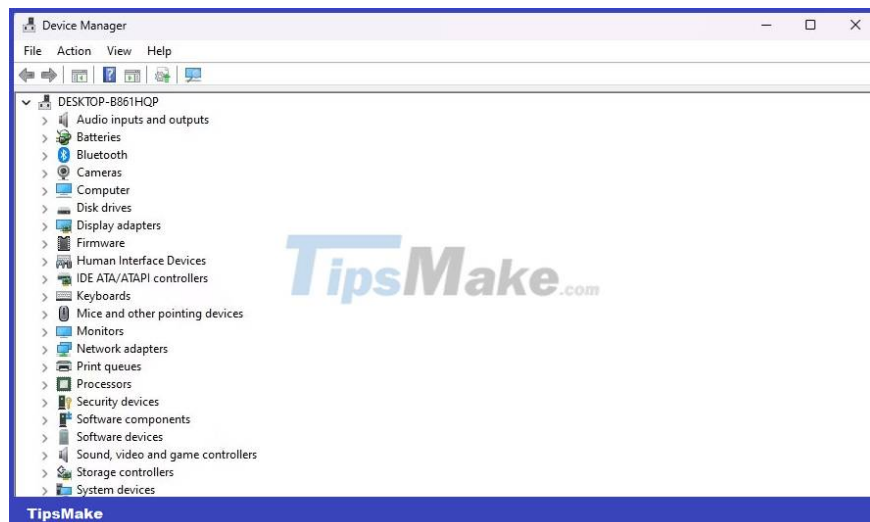 Device Manager
File Action View Help
DESKTOP-B861HQP
Audio inputs and outputs
Batteries
Bluetooth
Cameras
Computer
Disk drives
Display adapters
Firmware
Human Interface Devices
IDE ATA/ATAPI controllers
Keyboards
Mice and other pointing devices
Monitors
Network adapters
Print queues
Processors
Security devices
Software components
Software devices
Sound, video and game controllers
Storage controllers
System devices
TipsMake.com
TipsMake